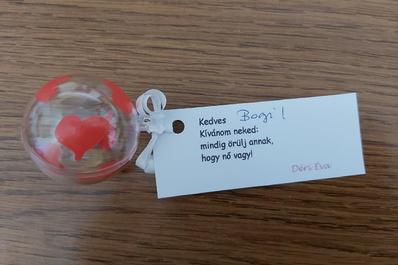 Kedves Bogi!
Kívánom neked:
mindig örülj annak,
hogy nő vagy!
Déri Éva